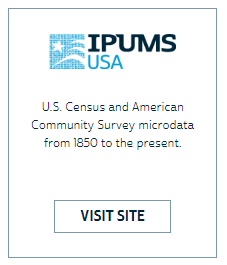 IPUMS
USA
U.S. Census and American
Community Survey microdata
from 1850 to the present.
VISIT SITE